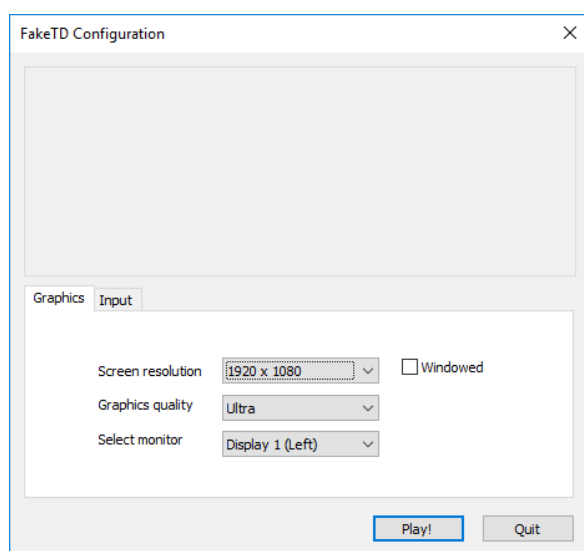 FakeTD Configuration
Graphics Input
Screen resolution 1920 x 1080 Windowed
Graphics quality Ultra
Select monitor Display 1 (Left)
Play! Quit